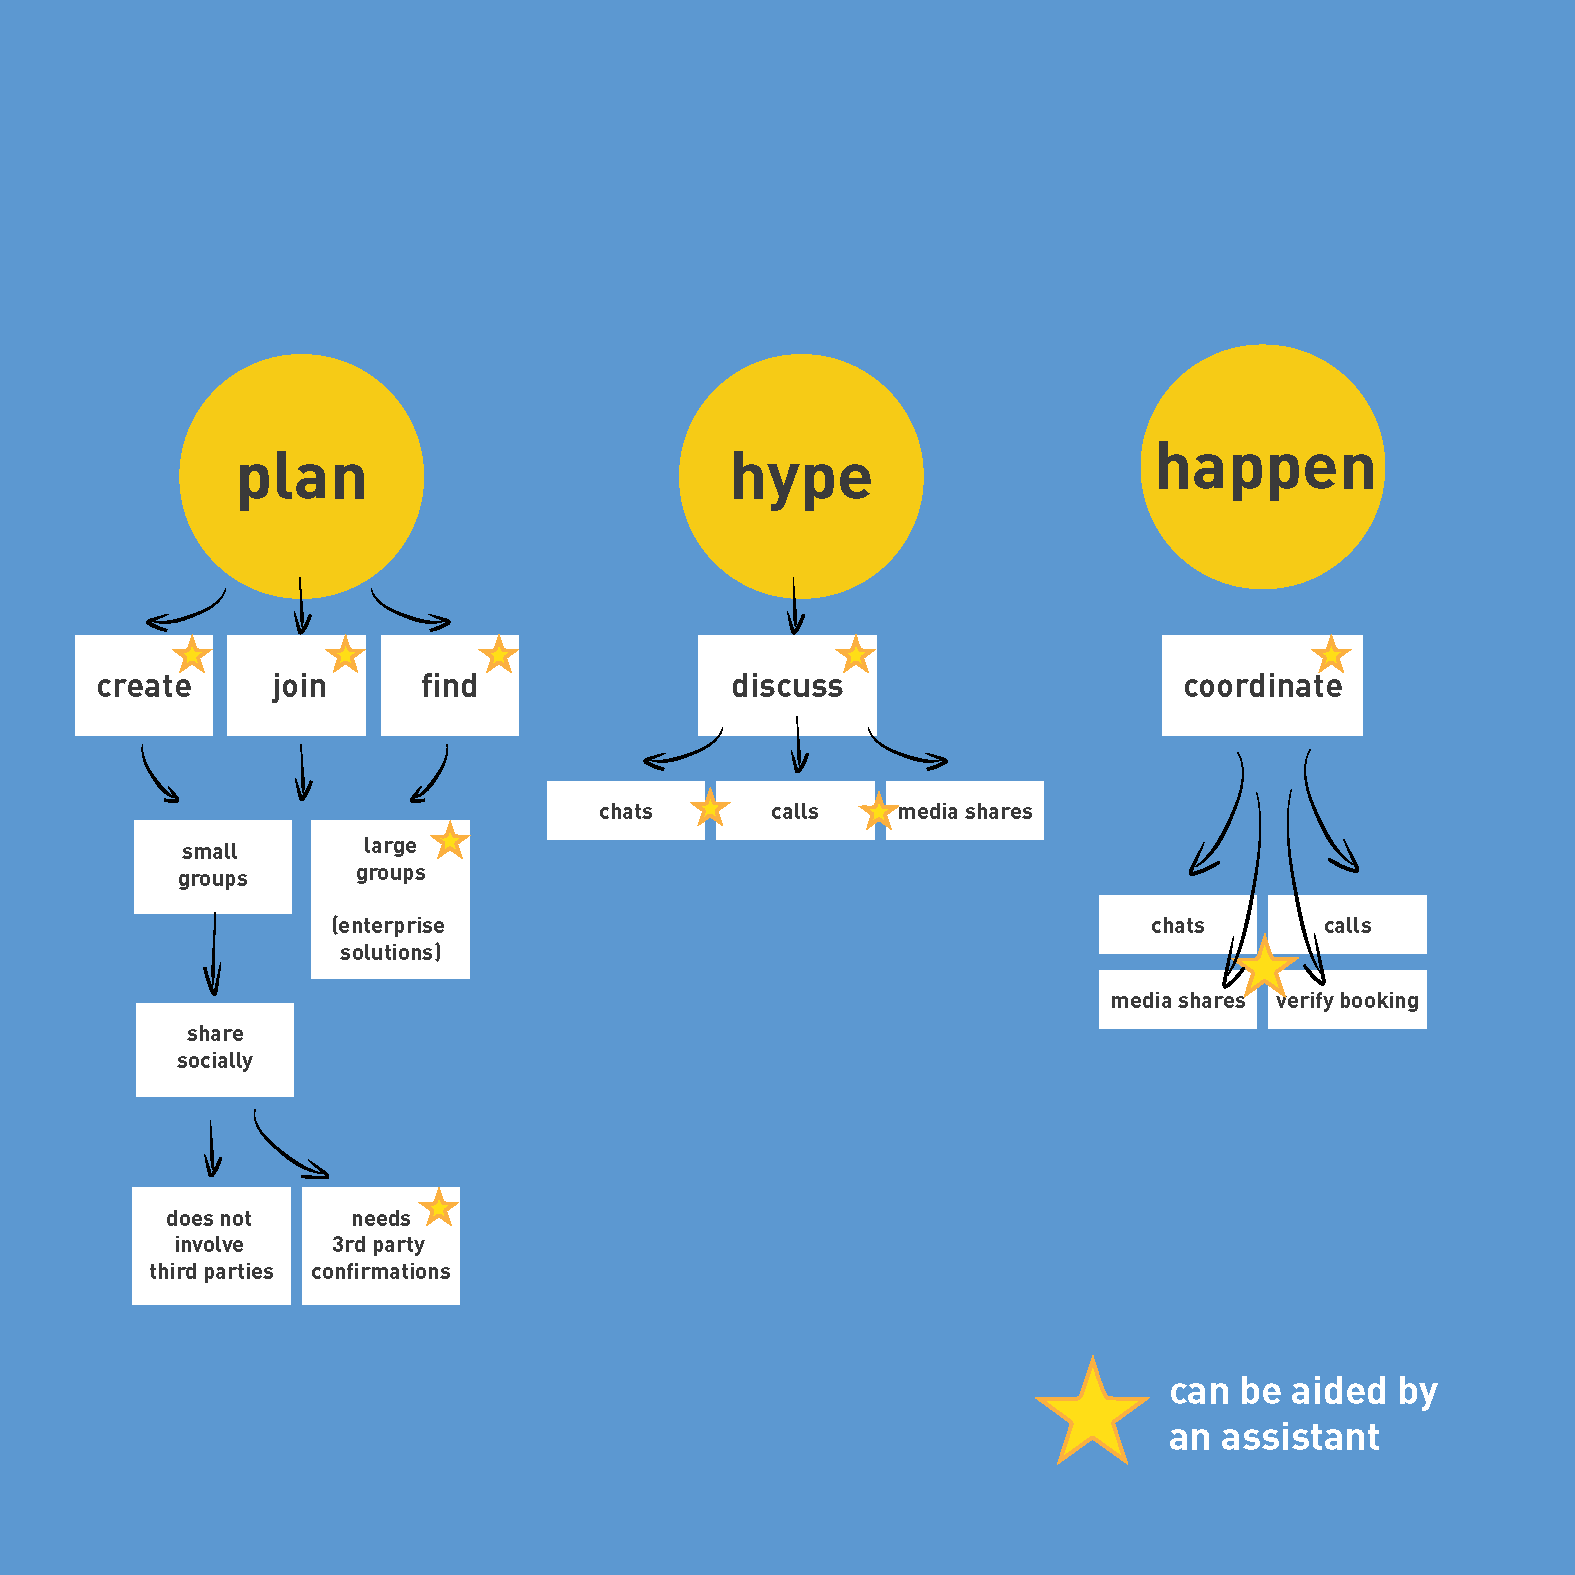 plan
hype
happen
create
join
find
discuss
coordinate
small
groups
large
groups
(enterprise
solutions)
chats
calls
media shares
chats
calls
media shares
verify booking
share
socially
does not
involve
third parties
needs
3rd party
confirmations
can be aided by
an assistant